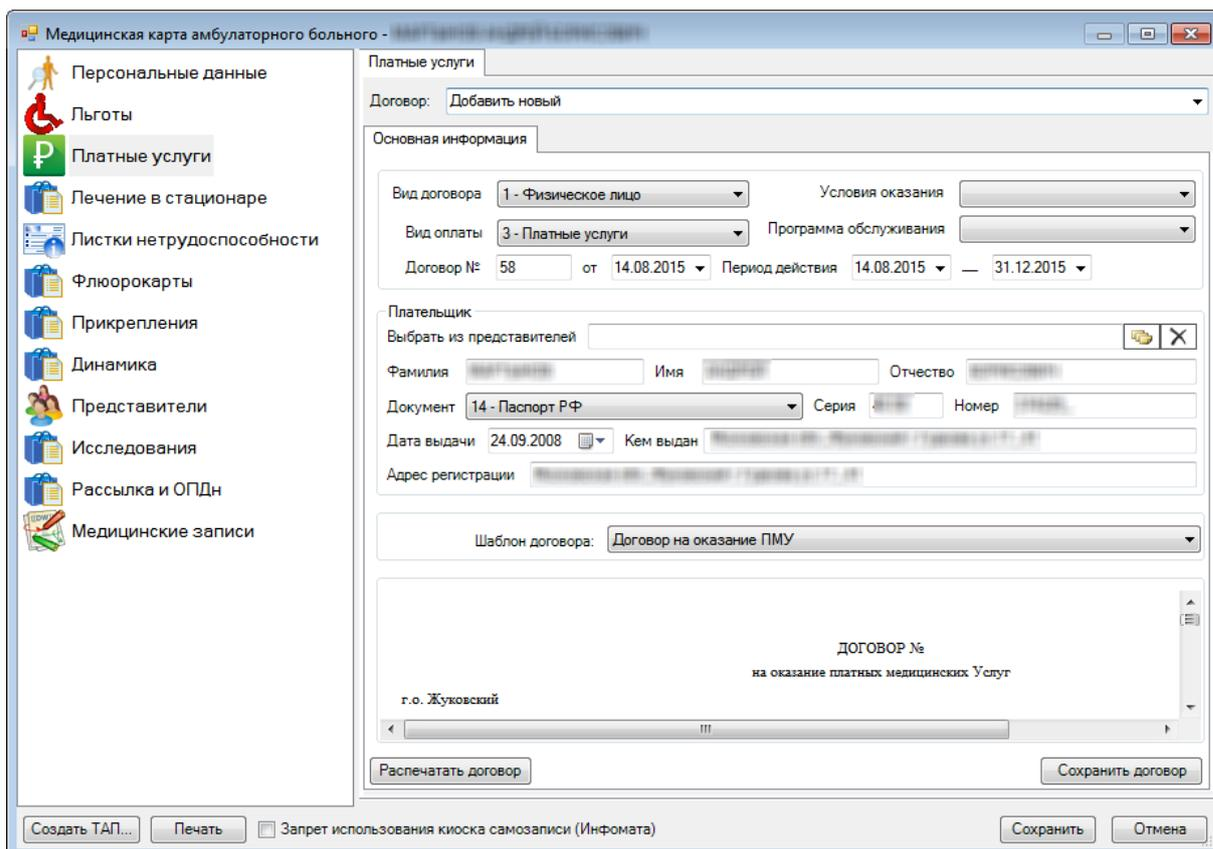 Медицинская карта амбулаторного больного -
Персональные данные
Льготы
Платные услуги
Лечение в стационаре
Листки нетрудоспособности
Флюорокарты
Прикрепления
Динамика
Представители
Исследования
Рассылка и ОПДн
Медицинские записи
Платные услуги
Договор: Добавить новый
Основная информация
Вид договора 1 - Физическое лицо Условия оказания
Вид оплаты 3 - Платные услуги Программа обслуживания
Договор № 58 от 14.08.2015 Период действия 14.08.2015 — 31.12.2015
Плательщик
Выбрать из представителей
Фамилия Имя Отчество
Документ 14 - Паспорт РФ Серия Номер
Дата выдачи 24.09.2008 Кем выдан
Адрес регистрации
Шаблон договора: Договор на оказание ПМУ
ДОГОВОР №
на оказание платных медицинских Услуг
г.о. Жуковский
Распечатать договор Сохранить договор
Создать ТАП... Печать Запрет использования киоска самозаписи (Инфомата) Сохранить Отмена